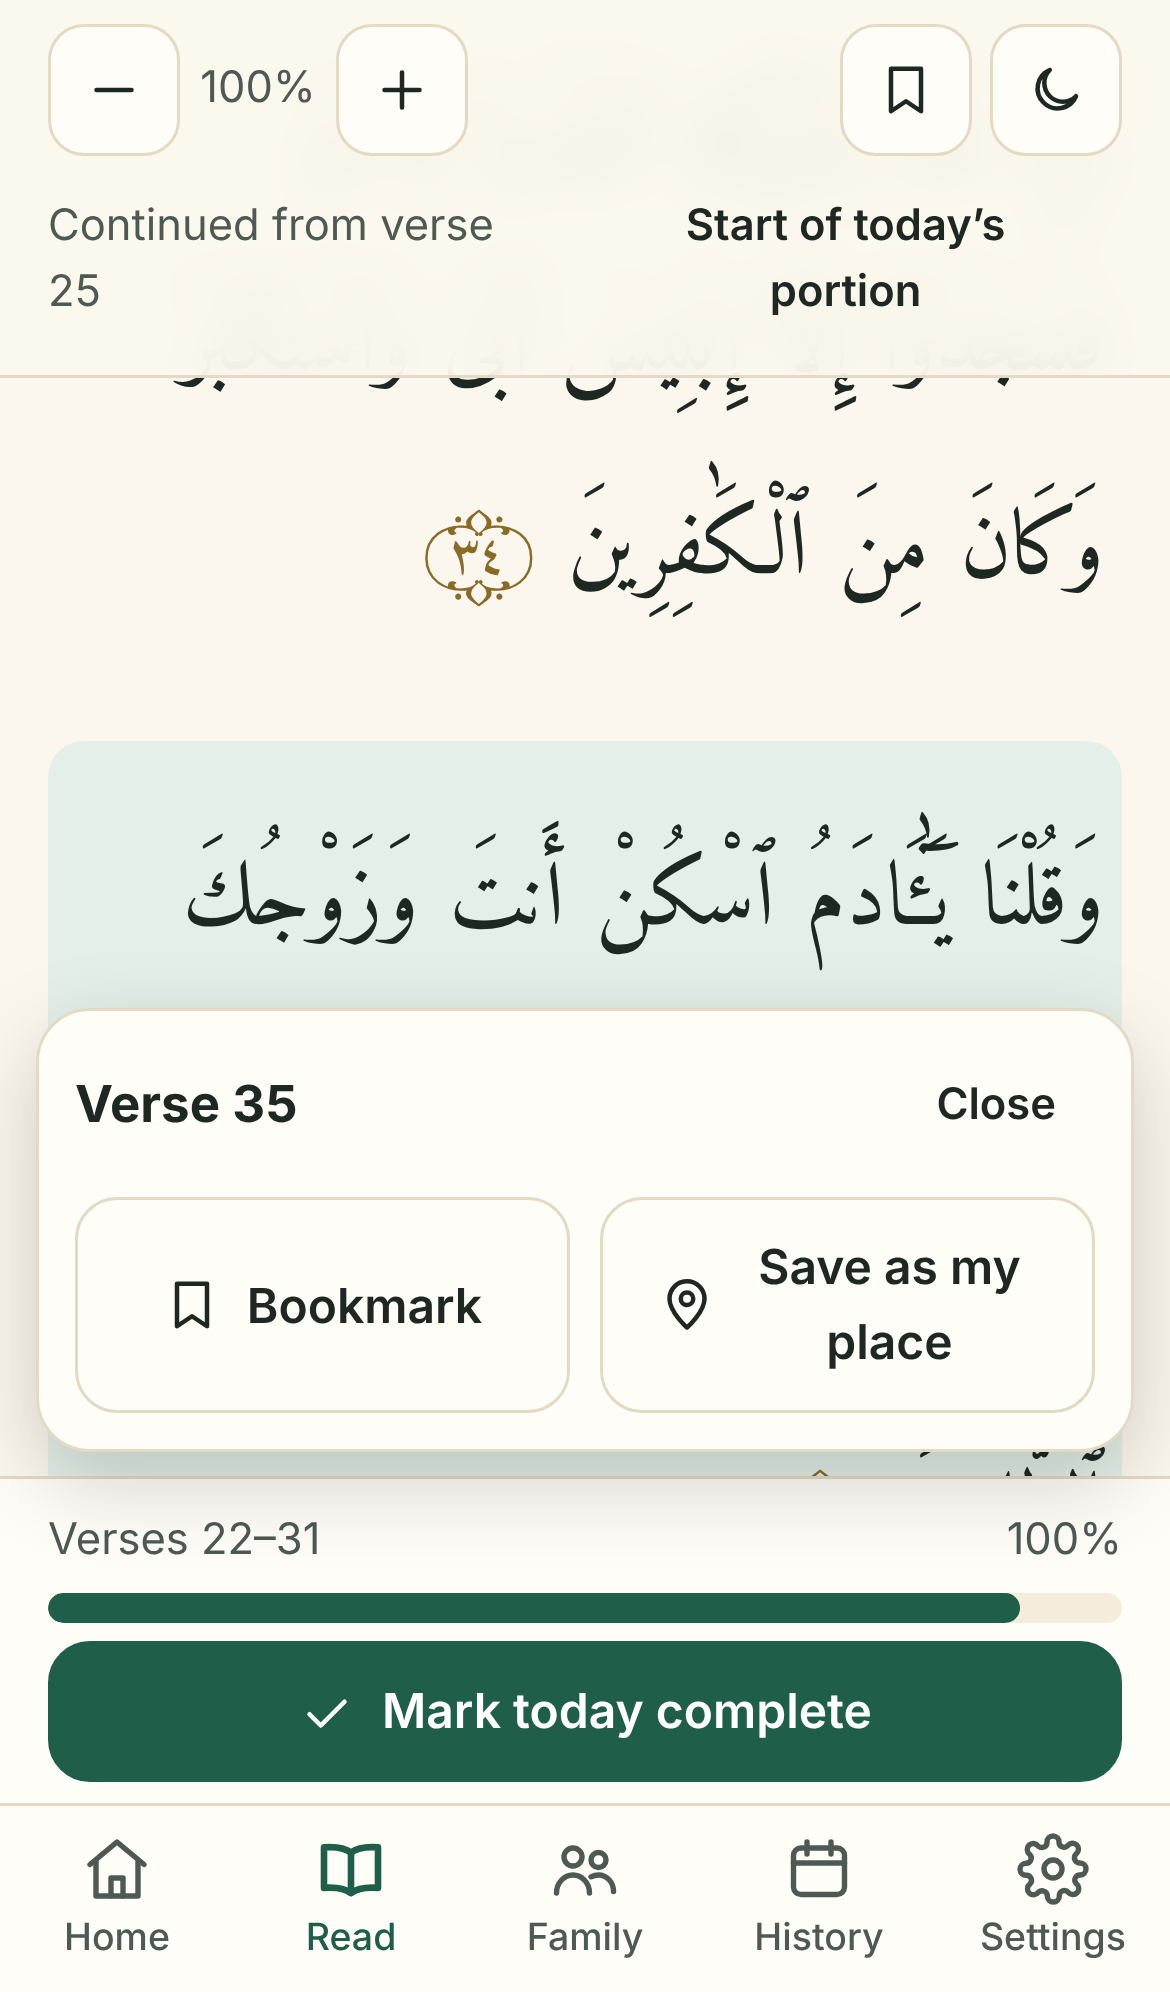 100%
Continued from verse
25
Start of today’s
portion
وَكَانَ مِنَ ٱلْكَٰفِرِينَ ٣٤
وَقُلْنَا يَٰٓـَٔادَمُ ٱسْكُنْ أَنتَ وَزَوْجُكَ
Verse 35
Close
Bookmark
Save as my
place
Verses 22–31
100%
Mark today complete
Home
Read
Family
History
Settings